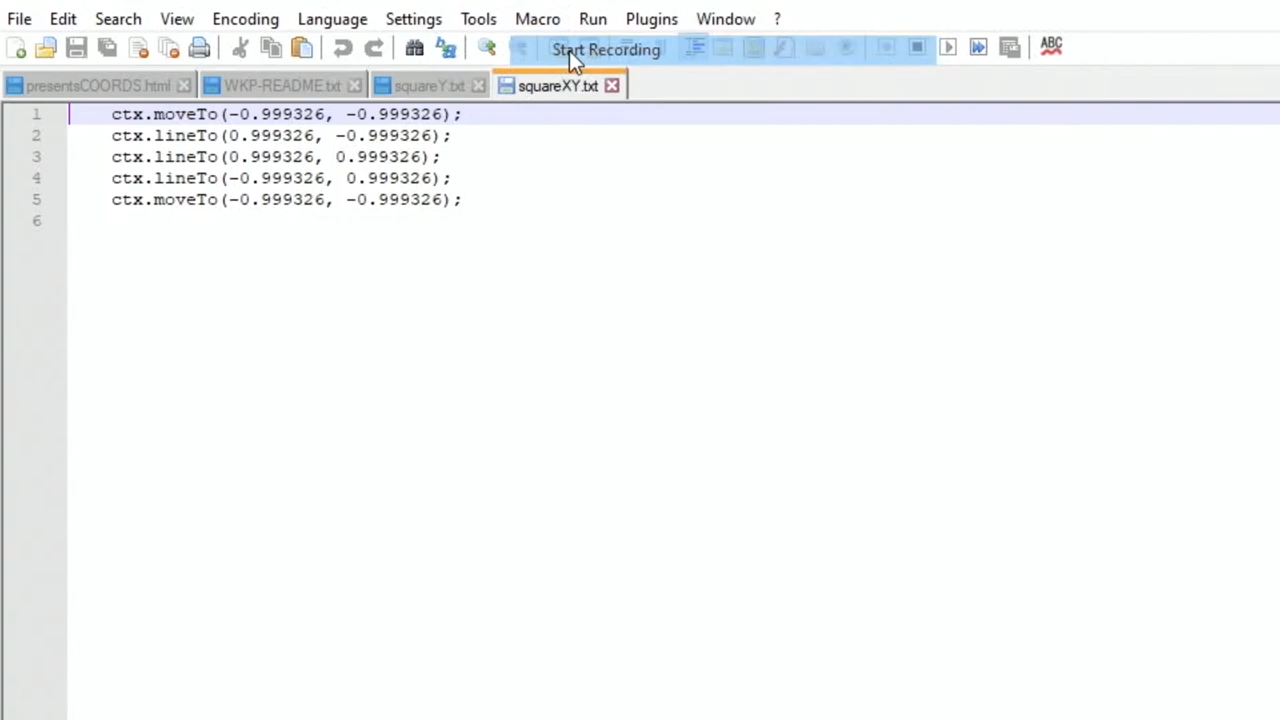 File Edit Search View Encoding Language Settings Tools Macro Run Plugins Window ?
Start Recording
ABC
presentsCOORDS.html WKP-README.txt squareY.txt squareXY.txt
1 ctx.moveTo(-0.999326, -0.999326);
2 ctx.lineTo(0.999326, -0.999326);
3 ctx.lineTo(0.999326, 0.999326);
4 ctx.lineTo(-0.999326, 0.999326);
5 ctx.moveTo(-0.999326, -0.999326);
6